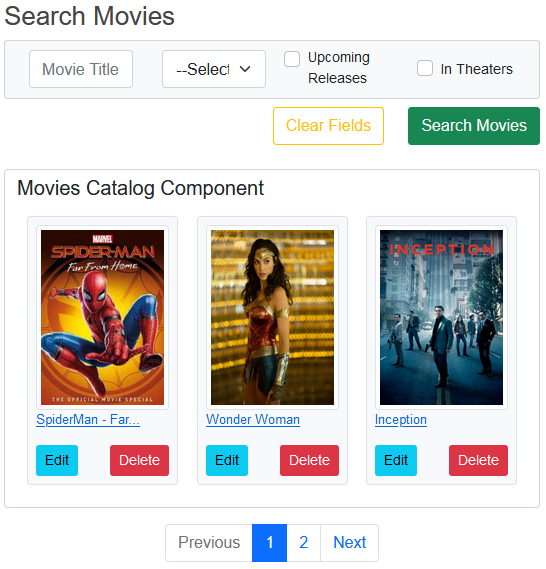 Search Movies
Movie Title
--Select
Upcoming
Releases
In Theaters
Clear Fields
Search Movies
Movies Catalog Component
MARVEL
SPIDER-MAN
Far From Home
THE OFFICIAL MOVIE SPECIAL
INCEPTION
SpiderMan - Far...
Wonder Woman
Inception
Edit Delete Edit Delete Edit Delete
Previous 1 2 Next